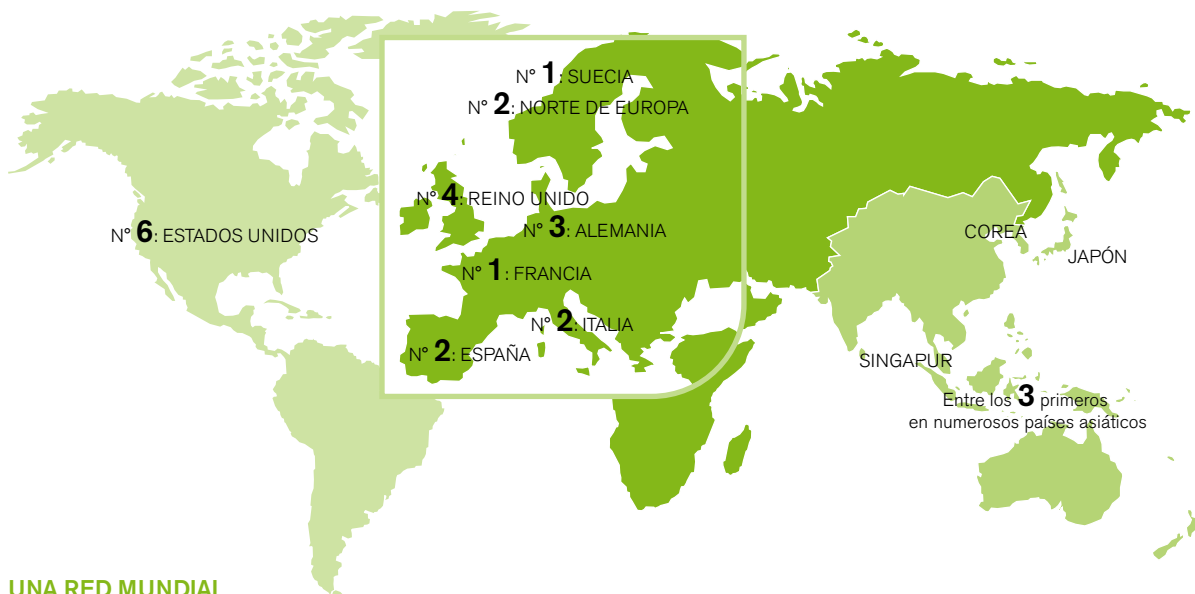 N° 1: SUECIA
N° 2: NORTE DE EUROPA
N° 4: REINO UNIDO
N° 3: ALEMANIA
N° 6: ESTADOS UNIDOS
COREA
JAPÓN
N° 1: FRANCIA
N° 2: ITALIA
N° 2: ESPAÑA
SINGAPUR
Entre los 3 primeros
en numerosos países asiáticos
UNA RED MUNDIAL